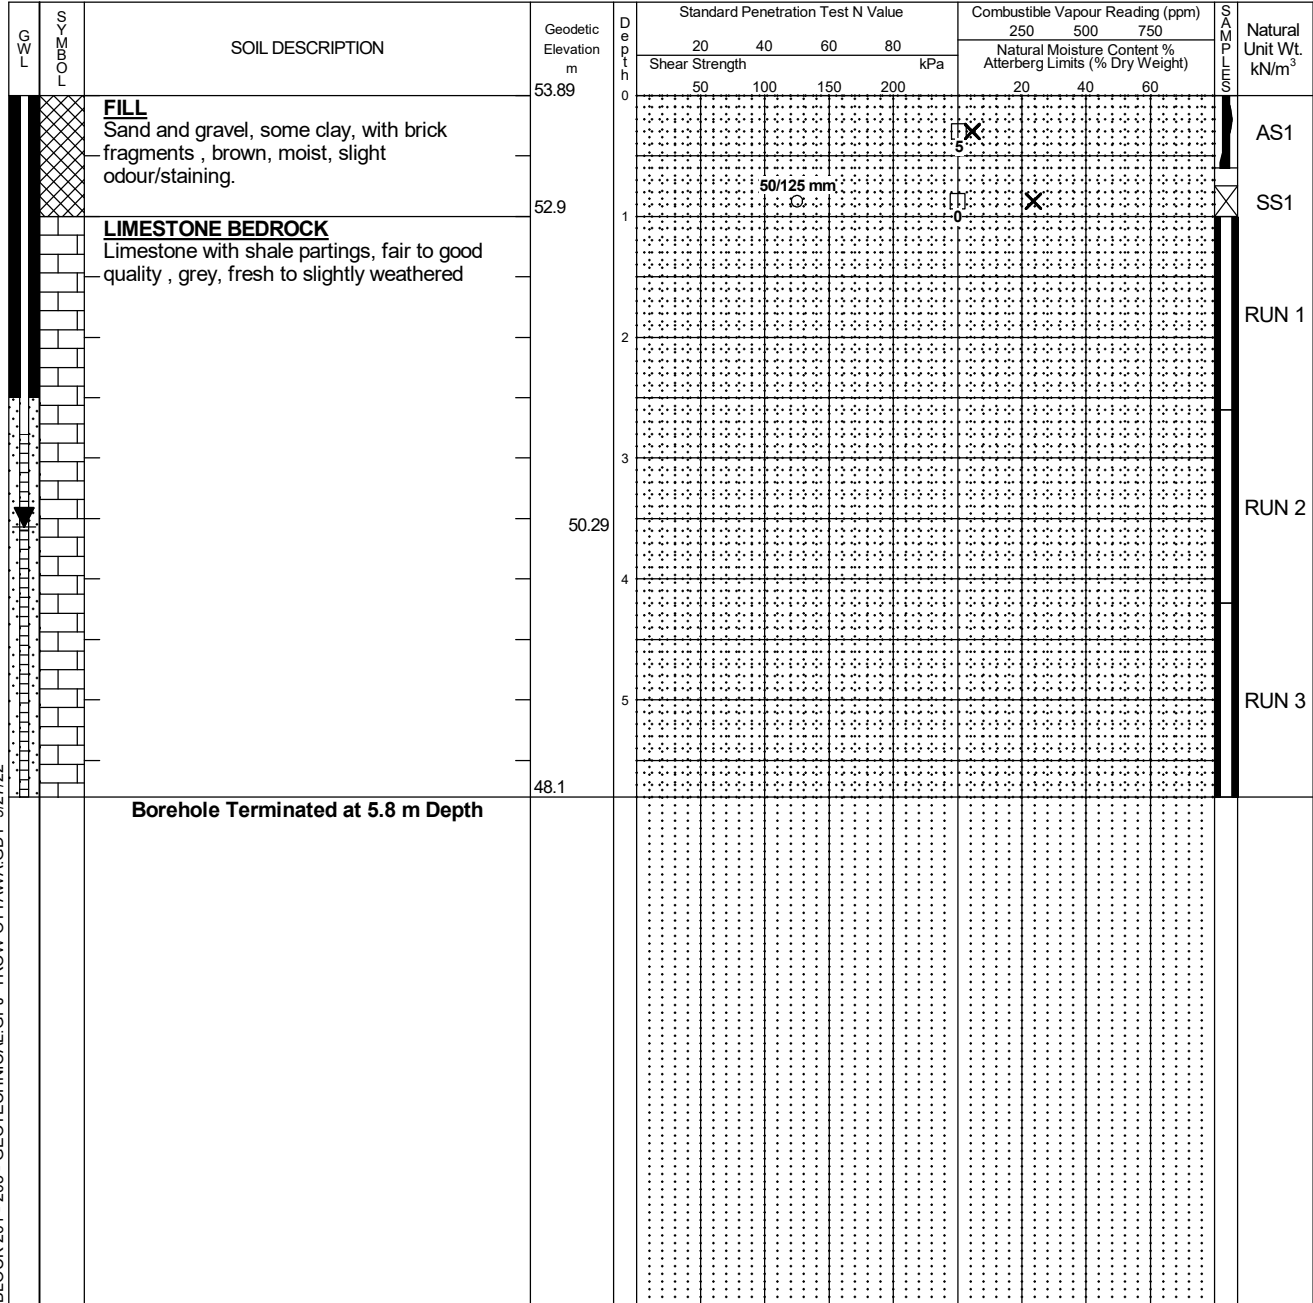 GWL
SYMBOL
SOIL DESCRIPTION
Geodetic
Elevation
m
Depth
Standard Penetration Test N Value
20 40 60 80
Shear Strength kPa
50 100 150 200
Combustible Vapour Reading (ppm)
250 500 750
Natural Moisture Content %
Atterberg Limits (% Dry Weight)
20 40 60
SAMPLES
Natural
Unit Wt.
kN/m³
53.89
0
FILL
Sand and gravel, some clay, with brick
fragments , brown, moist, slight
odour/staining.
5
AS1
50/125 mm
0
SS1
52.9
1
LIMESTONE BEDROCK
Limestone with shale partings, fair to good
quality , grey, fresh to slightly weathered
RUN 1
2
3
50.29
RUN 2
4
5
RUN 3
48.1
Borehole Terminated at 5.8 m Depth